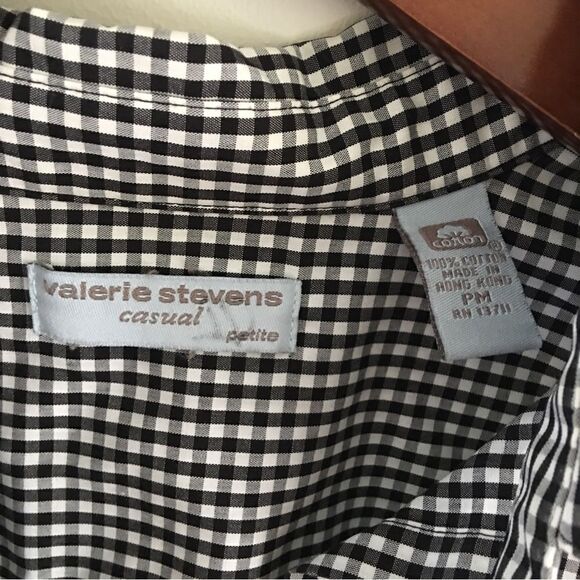 valerie stevens
casual
petite
cotton
®
100% COTTON
MADE IN
HONG KONG
PM
RN 13711